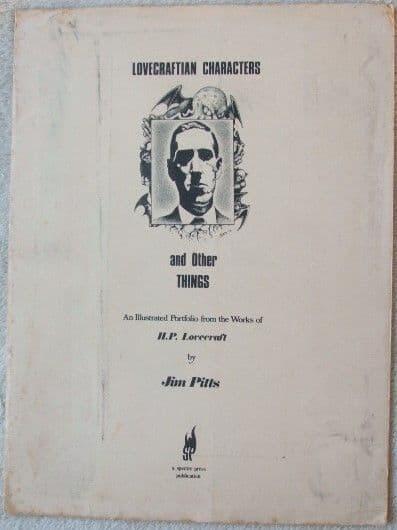 LOVECRAFTIAN CHARACTERS
and Other
THINGS
An Illustrated Portfolio from the Works of
H.P. Lovecraft
by
Jim Pitts
a spectre press
publication